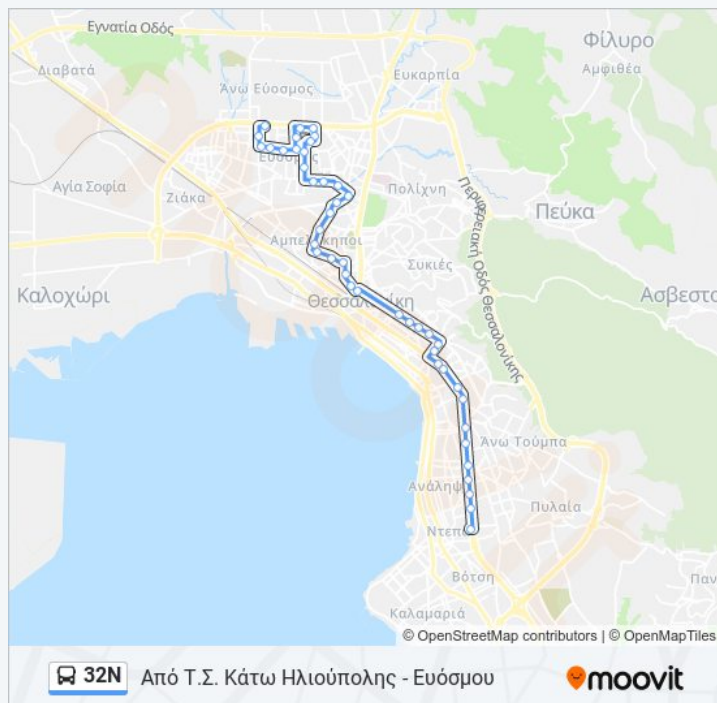 Εγνατία Οδός
Φίλυρο
Διαβατά
Ευκαρπία
Αμφιθέα
Άνω Εύοσμος
Εύοσμος
Πολίχνη
Αγία Σοφία
Ζιάκα
Πεύκα
Περιφερειακή Οδός Θεσσαλονίκης
Αμπελόκηποι
Συκιές
Καλοχώρι
Θεσσαλονίκη
Ασβεστο
Άνω Τούμπα
Ανάληψ
Πυλαία
Ντεπώ
Βότση
Παν
Καλαμαριά
© OpenStreetMap contributors | © OpenMapTiles
32N Από Τ.Σ. Κάτω Ηλιούπολης - Ευόσμου
moovit